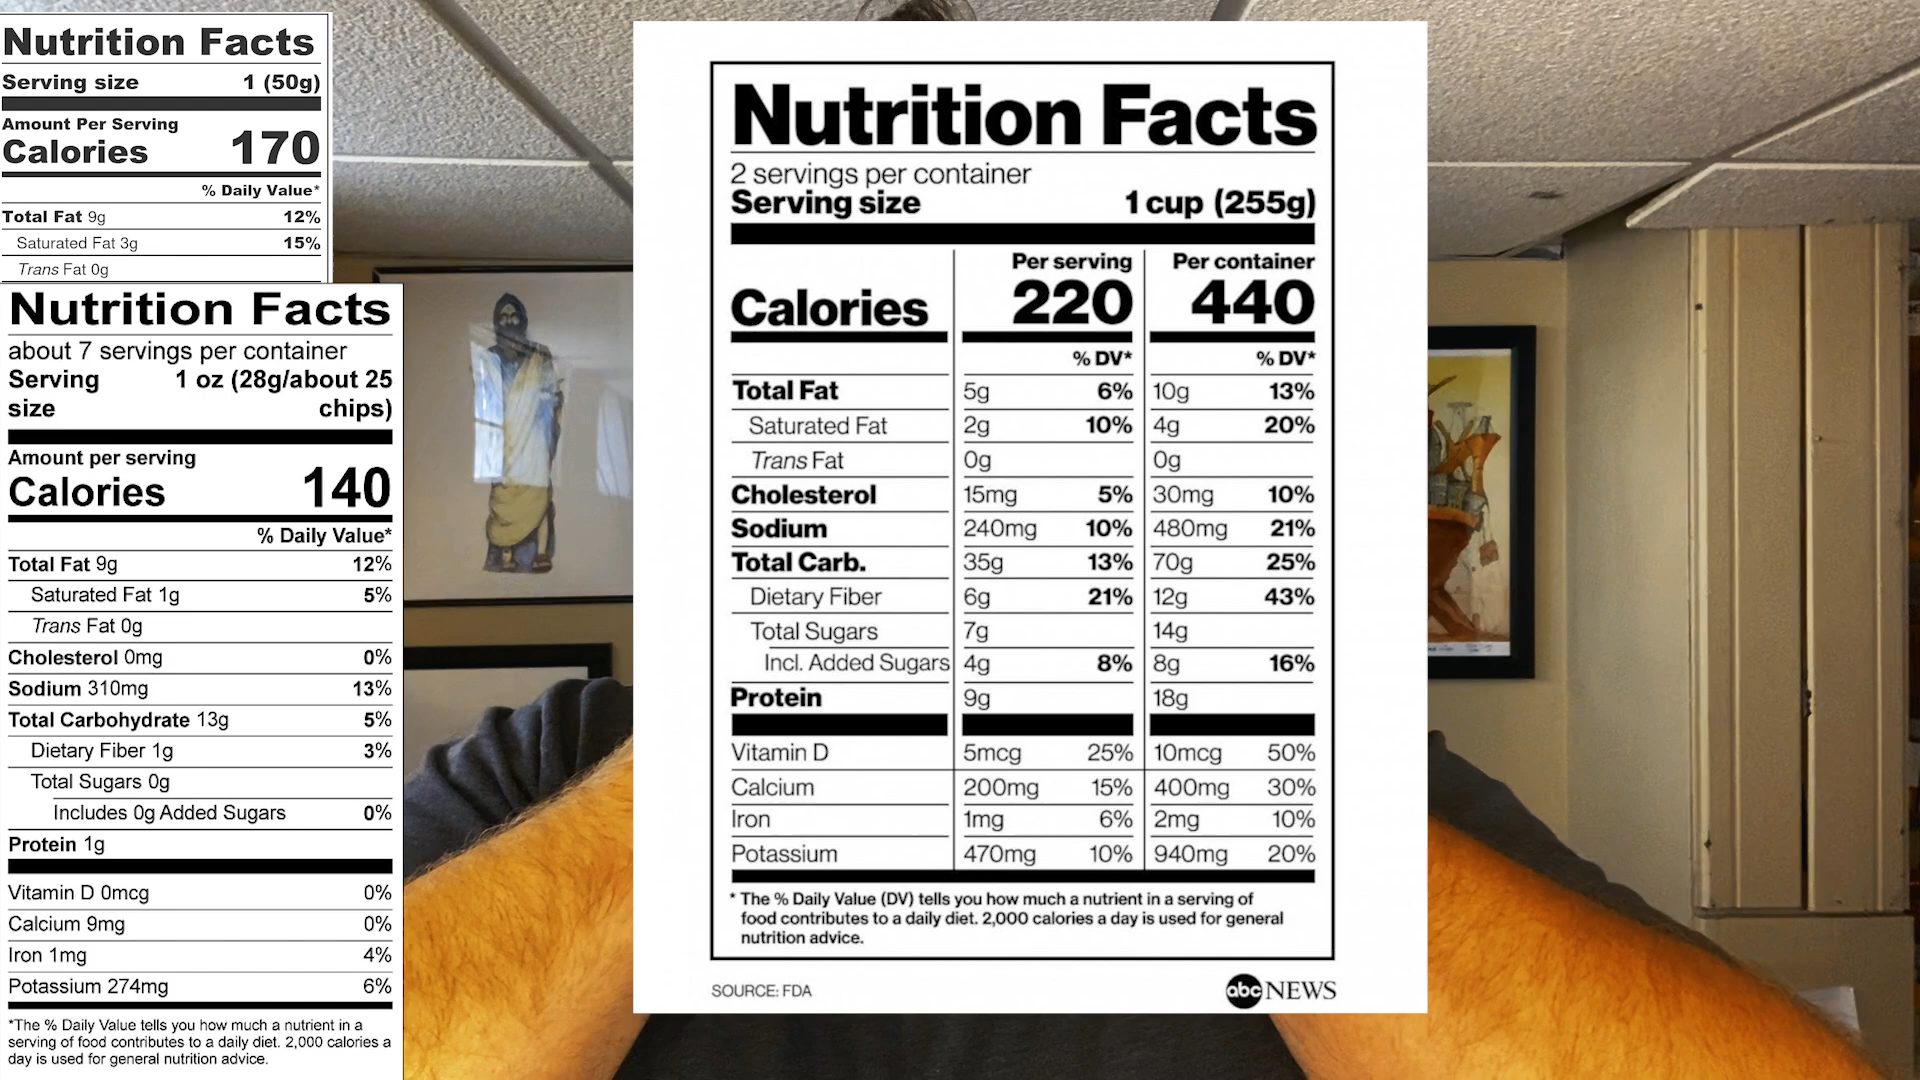 Nutrition Facts
Serving size 1 (50g)
Amount Per Serving
Calories 170
% Daily Value*
Total Fat 9g 12%
Saturated Fat 3g 15%
Trans Fat 0g
Nutrition Facts
about 7 servings per container
Serving size 1 oz (28g/about 25 chips)
Amount per serving
Calories 140
% Daily Value*
Total Fat 9g 12%
Saturated Fat 1g 5%
Trans Fat 0g
Cholesterol 0mg 0%
Sodium 310mg 13%
Total Carbohydrate 13g 5%
Dietary Fiber 1g 3%
Total Sugars 0g
Includes 0g Added Sugars 0%
Protein 1g
Vitamin D 0mcg 0%
Calcium 9mg 0%
Iron 1mg 4%
Potassium 274mg 6%
*The % Daily Value tells you how much a nutrient in a
serving of food contributes to a daily diet. 2,000 calories a
day is used for general nutrition advice.
Nutrition Facts
2 servings per container
Serving size 1 cup (255g)
Per serving Per container
Calories 220 440
% DV* % DV*
Total Fat 5g 6% 10g 13%
Saturated Fat 2g 10% 4g 20%
Trans Fat 0g 0g
Cholesterol 15mg 5% 30mg 10%
Sodium 240mg 10% 480mg 21%
Total Carb. 35g 13% 70g 25%
Dietary Fiber 6g 21% 12g 43%
Total Sugars 7g 14g
Incl. Added Sugars 4g 8% 8g 16%
Protein 9g 18g
Vitamin D 5mcg 25% 10mcg 50%
Calcium 200mg 15% 400mg 30%
Iron 1mg 6% 2mg 10%
Potassium 470mg 10% 940mg 20%
* The % Daily Value (DV) tells you how much a nutrient in a serving of
food contributes to a daily diet. 2,000 calories a day is used for general
nutrition advice.
SOURCE: FDA
abc NEWS